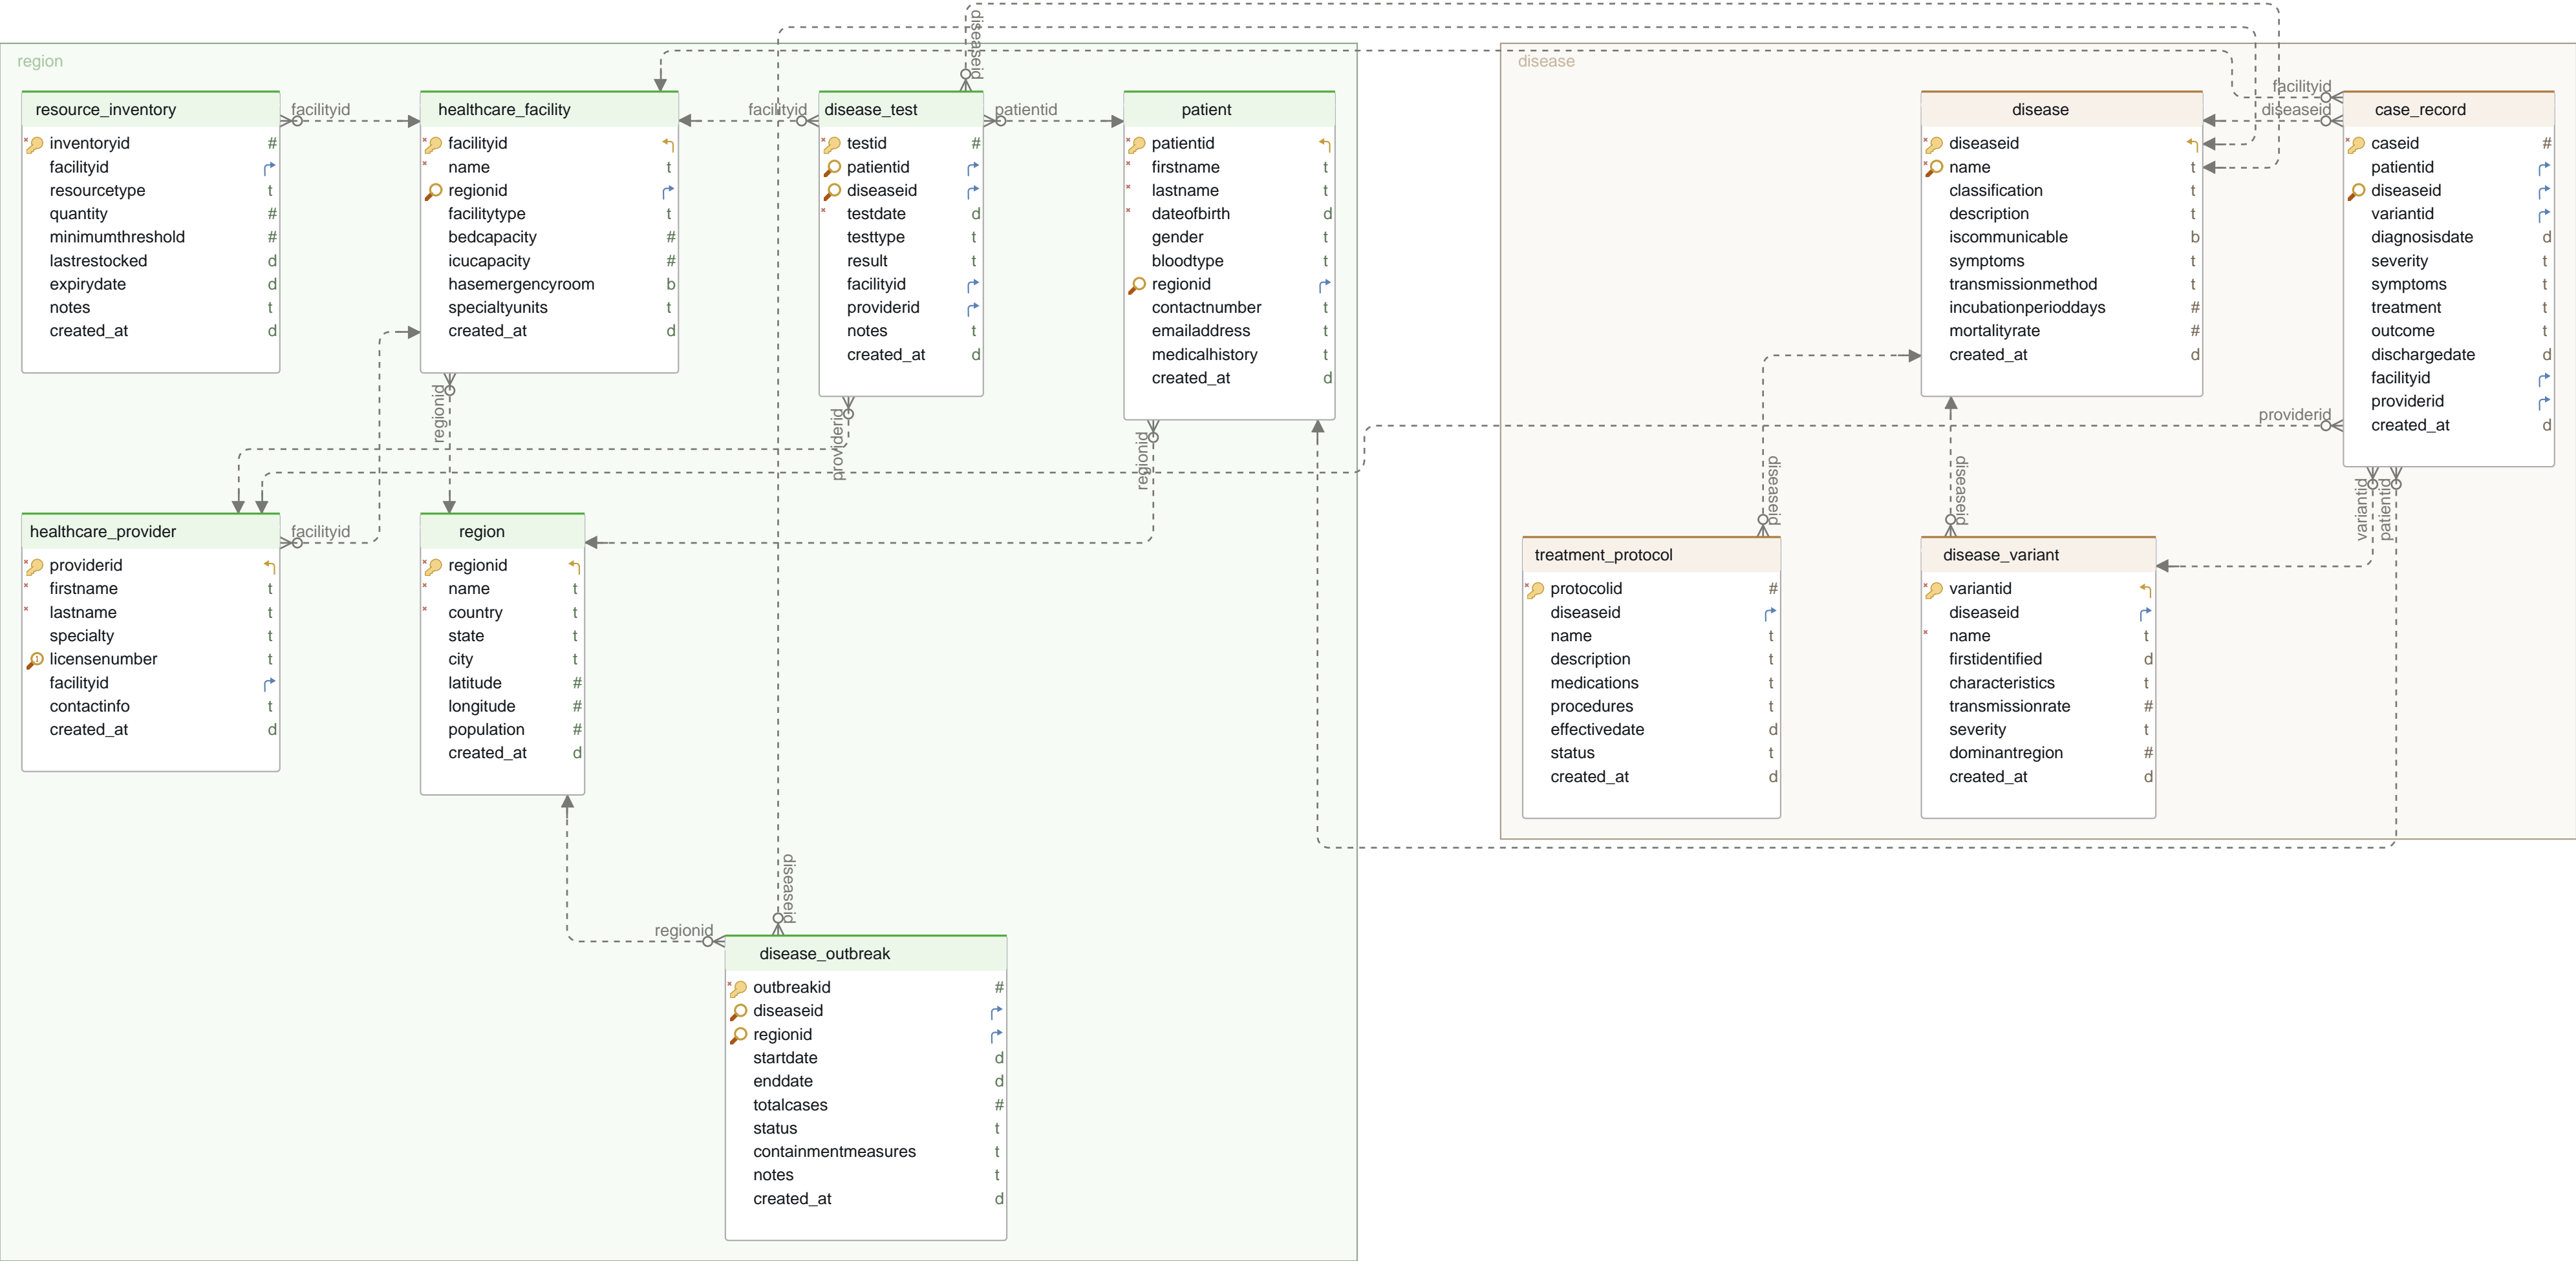 region
resource_inventory
inventoryid #
facilityid
resourcetype t
quantity #
minimumthreshold #
lastrestocked d
expirydate d
notes t
created_at d
facilityid
healthcare_facility
facilityid
name t
regionid
facilitytype t
bedcapacity #
icucapacity #
hasemergencyroom b
specialtyunits t
created_at d
facilityid
diseaseid
disease_test
testid #
patientid
diseaseid
testdate d
testtype t
result t
facilityid
providerid
notes t
created_at d
patientid
patient
patientid
firstname t
lastname t
dateofbirth d
gender t
bloodtype t
regionid
contactnumber t
emailaddress t
medicalhistory t
created_at d
regionid
providerid
regionid
healthcare_provider
providerid
firstname t
lastname t
specialty t
licensenumber t
facilityid
contactinfo t
created_at d
facilityid
region
regionid
name t
country t
state t
city t
latitude #
longitude #
population #
created_at d
diseaseid
regionid
disease_outbreak
outbreakid #
diseaseid
regionid
startdate d
enddate d
totalcases #
status t
containmentmeasures t
notes t
created_at d
disease
disease
diseaseid
name t
classification t
description t
iscommunicable b
symptoms t
transmissionmethod t
incubationperioddays #
mortalityrate #
created_at d
facilityid
diseaseid
case_record
caseid #
patientid
diseaseid
variantid
diagnosisdate d
severity t
symptoms t
treatment t
outcome t
dischargedate d
facilityid
providerid
created_at d
providerid
diseaseid
diseaseid
variantid
patientid
treatment_protocol
protocolid #
diseaseid
name t
description t
medications t
procedures t
effectivedate d
status t
created_at d
disease_variant
variantid
diseaseid
name t
firstidentified d
characteristics t
transmissionrate #
severity t
dominantregion #
created_at d